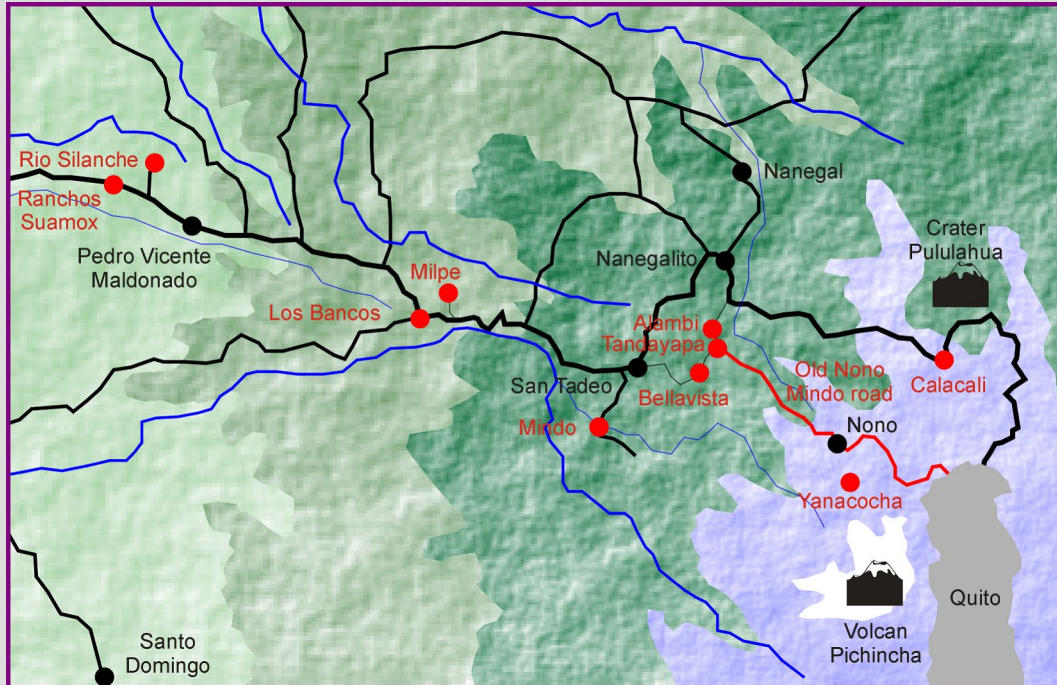 Rio Silanche
Ranchos
Suamox
Pedro Vicente
Maldonado
Milpe
Los Bancos
Nanegal
Nanegalito
Crater
Pululahua
Alambi
Tandayapa
San Tadeo
Bellavista
Old Nono
Mindo road
Calacali
Mindo
Nono
Yanacocha
Quito
Volcan
Pichincha
Santo
Domingo